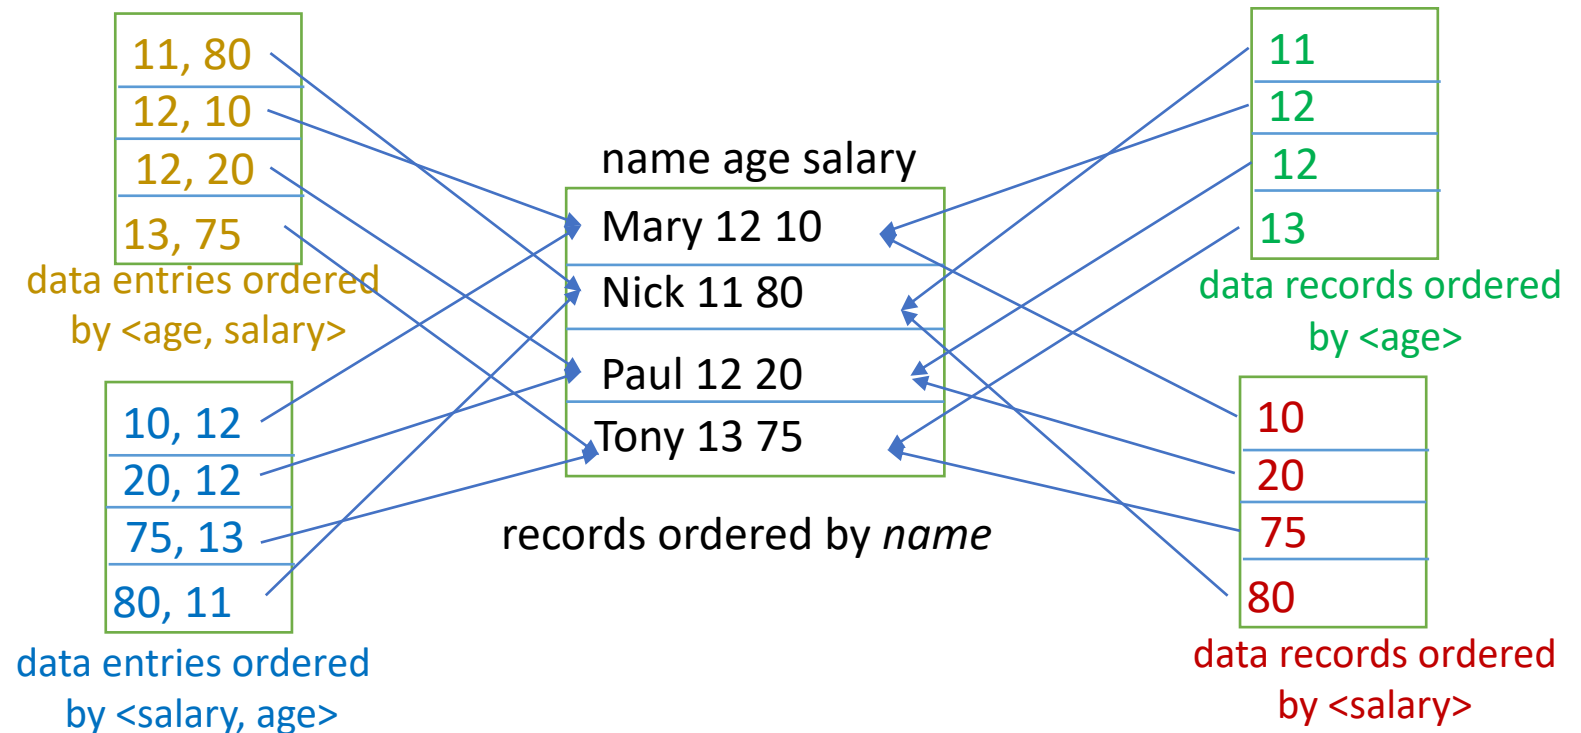 11, 80
12, 10
12, 20
13, 75
data entries ordered
by <age, salary>
10, 12
20, 12
75, 13
80, 11
data entries ordered
by <salary, age>
name age salary
Mary 12 10
Nick 11 80
Paul 12 20
Tony 13 75
records ordered by name
11
12
12
13
data records ordered
by <age>
10
20
75
80
data records ordered
by <salary>